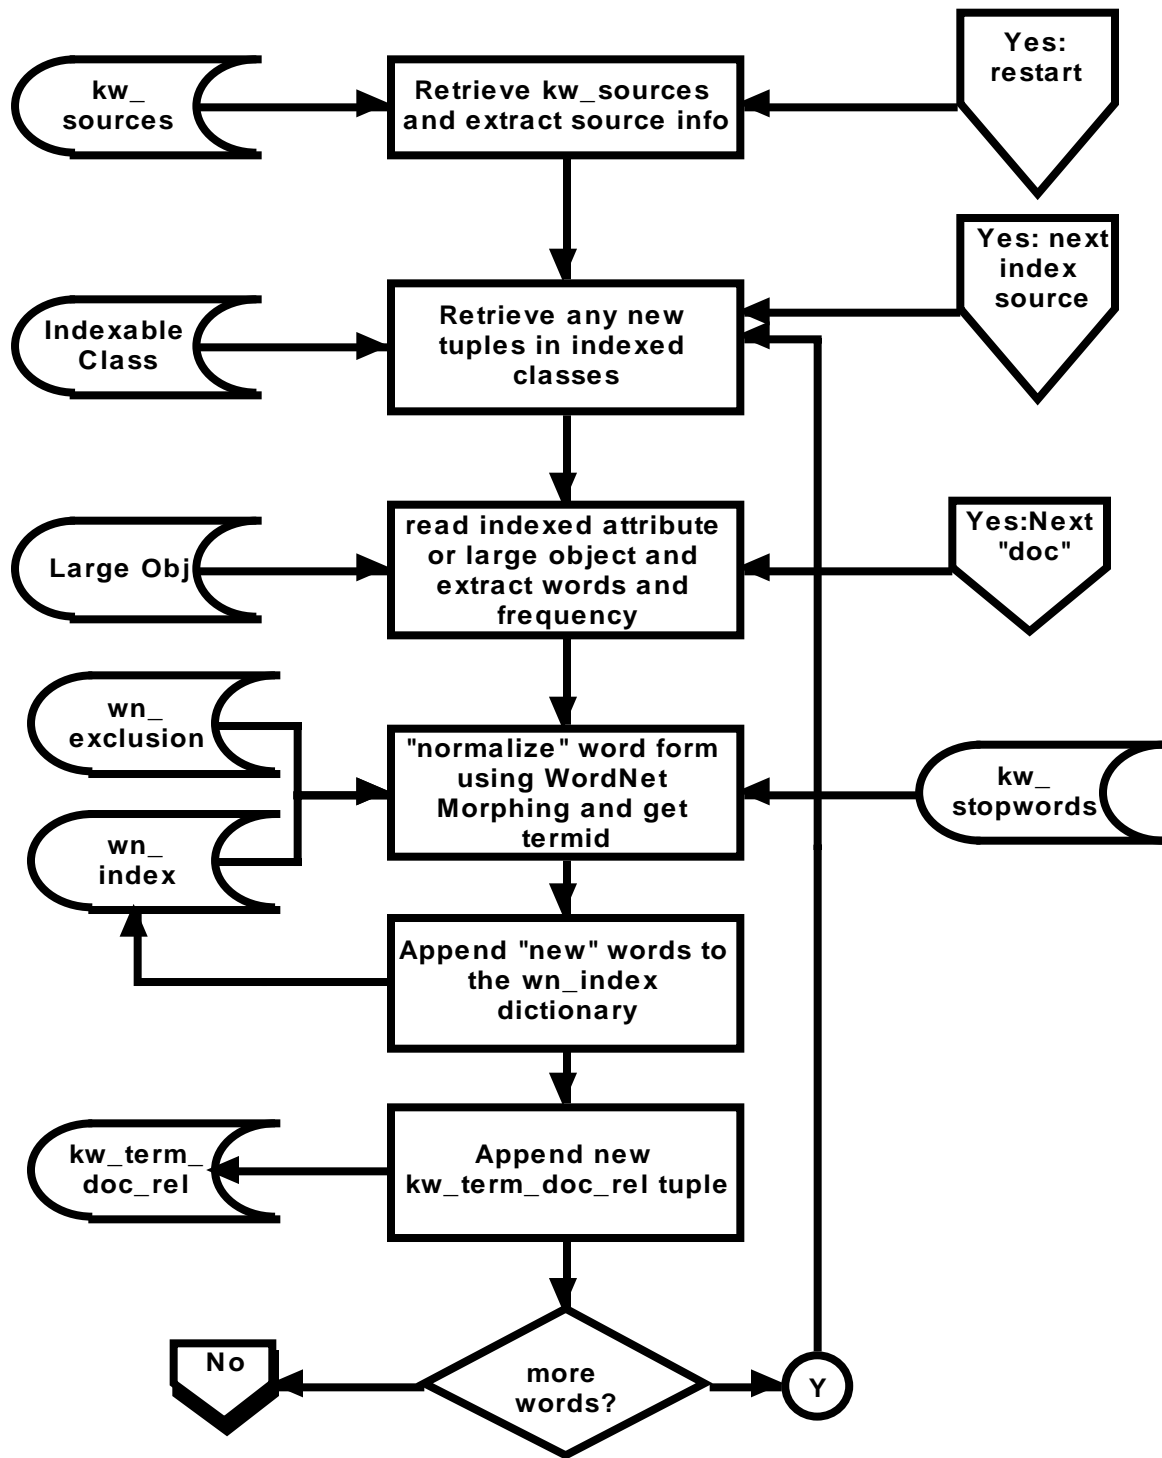 Yes:
restart
kw_
sources
Retrieve kw_sources
and extract source info
Yes: next
index
source
Indexable
Class
Retrieve any new
tuples in indexed
classes
Yes:Next
"doc"
Large Obj
read indexed attribute
or large object and
extract words and
frequency
wn_
exclusion
"normalize" word form
using WordNet
Morphing and get
termid
kw_
stopwords
wn_
index
Append "new" words to
the wn_index
dictionary
kw_term_
doc_rel
Append new
kw_term_doc_rel tuple
No
more
words?
Y